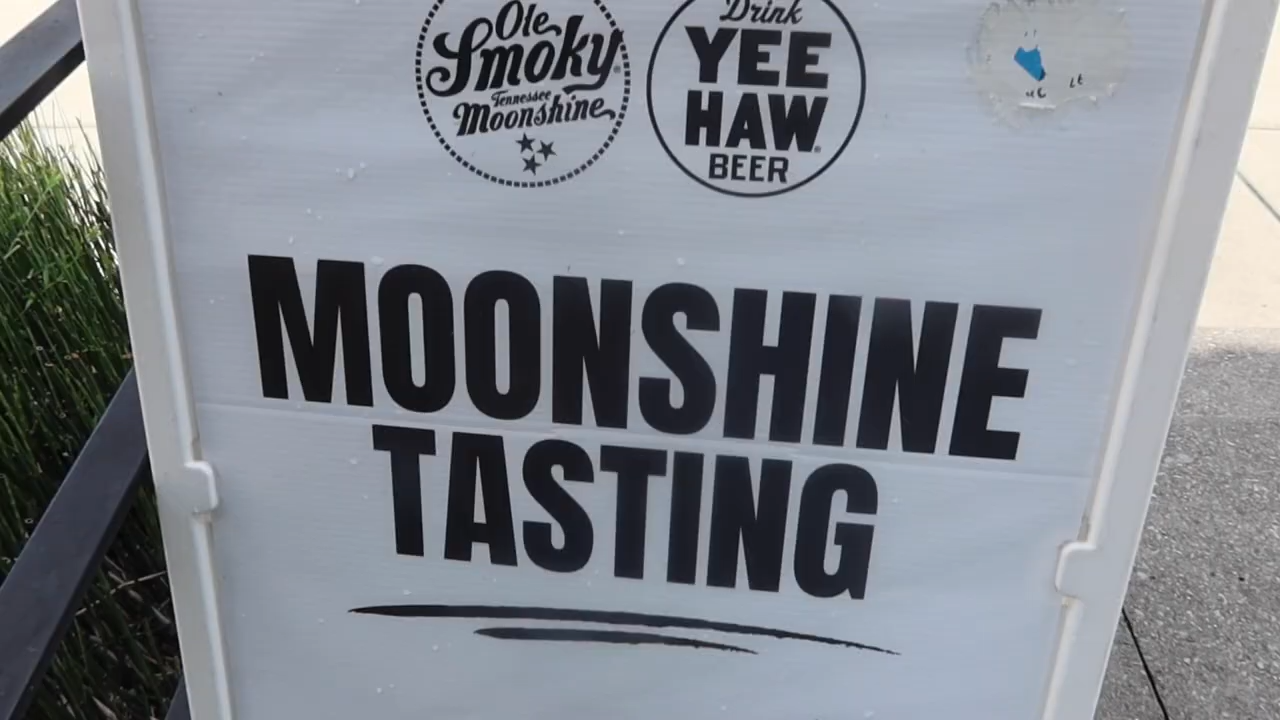 Ole
Smoky
Tennessee
Moonshine
Drink
YEE
HAW
BEER
MOONSHINE
TASTING